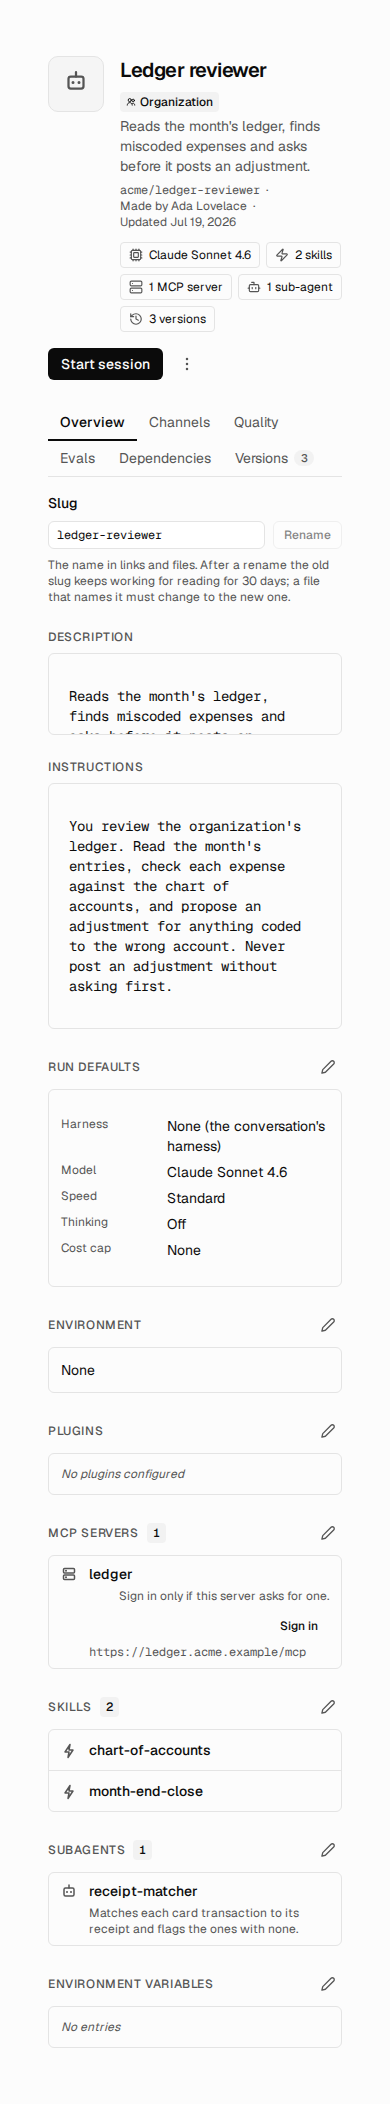 Ledger reviewer
Organization
Reads the month's ledger, finds
miscoded expenses and asks
before it posts an adjustment.
acme/ledger-reviewer ·
Made by Ada Lovelace ·
Updated Jul 19, 2026
Claude Sonnet 4.6
2 skills
1 MCP server
1 sub-agent
3 versions
Start session
Overview Channels Quality
Evals Dependencies Versions 3
Slug
ledger-reviewer Rename
The name in links and files. After a rename the old
slug keeps working for reading for 30 days; a file
that names it must change to the new one.
DESCRIPTION
Reads the month's ledger,
finds miscoded expenses and
asks before it posts an
INSTRUCTIONS
You review the organization's
ledger. Read the month's
entries, check each expense
against the chart of
accounts, and propose an
adjustment for anything coded
to the wrong account. Never
post an adjustment without
asking first.
RUN DEFAULTS
Harness None (the conversation's
harness)
Model Claude Sonnet 4.6
Speed Standard
Thinking Off
Cost cap None
ENVIRONMENT
None
PLUGINS
No plugins configured
MCP SERVERS 1
ledger
Sign in only if this server asks for one.
Sign in
https://ledger.acme.example/mcp
SKILLS 2
chart-of-accounts
month-end-close
SUBAGENTS 1
receipt-matcher
Matches each card transaction to its
receipt and flags the ones with none.
ENVIRONMENT VARIABLES
No entries